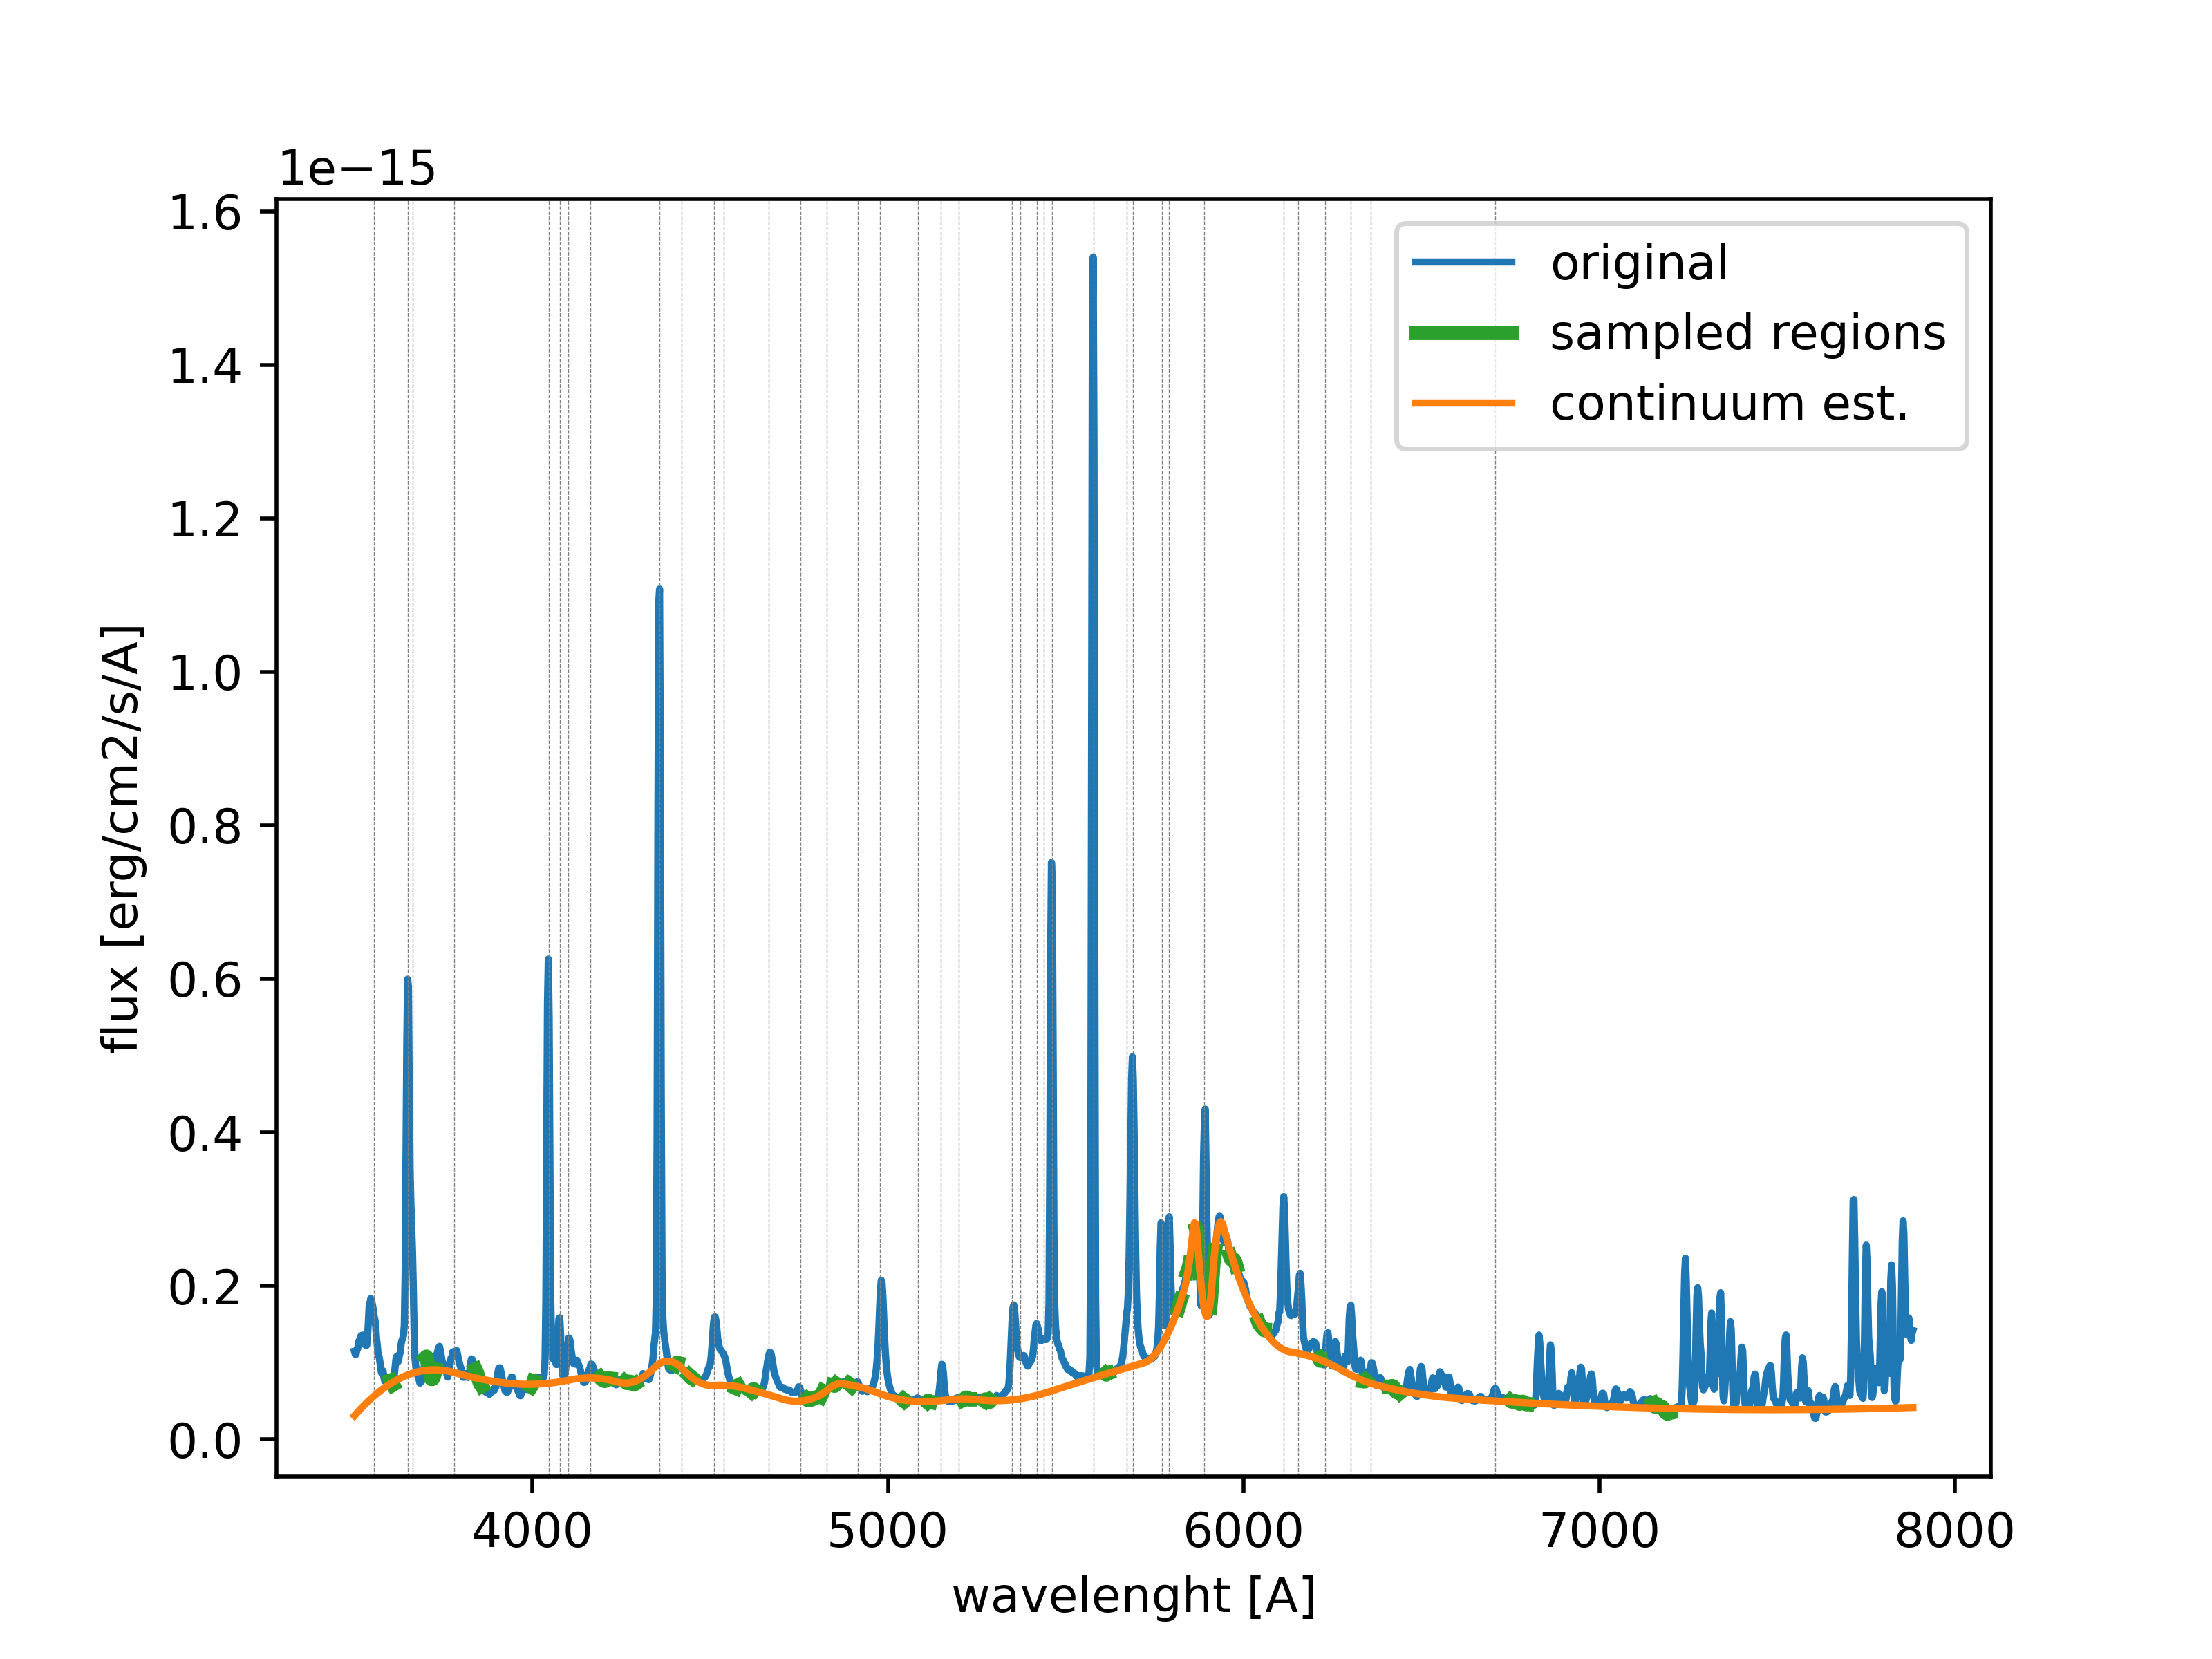 1e−15
1.6
1.4
1.2
1.0
0.8
0.6
0.4
0.2
0.0
flux [erg/cm2/s/A]
original
sampled regions
continuum est.
4000 5000 6000 7000 8000
wavelenght [A]